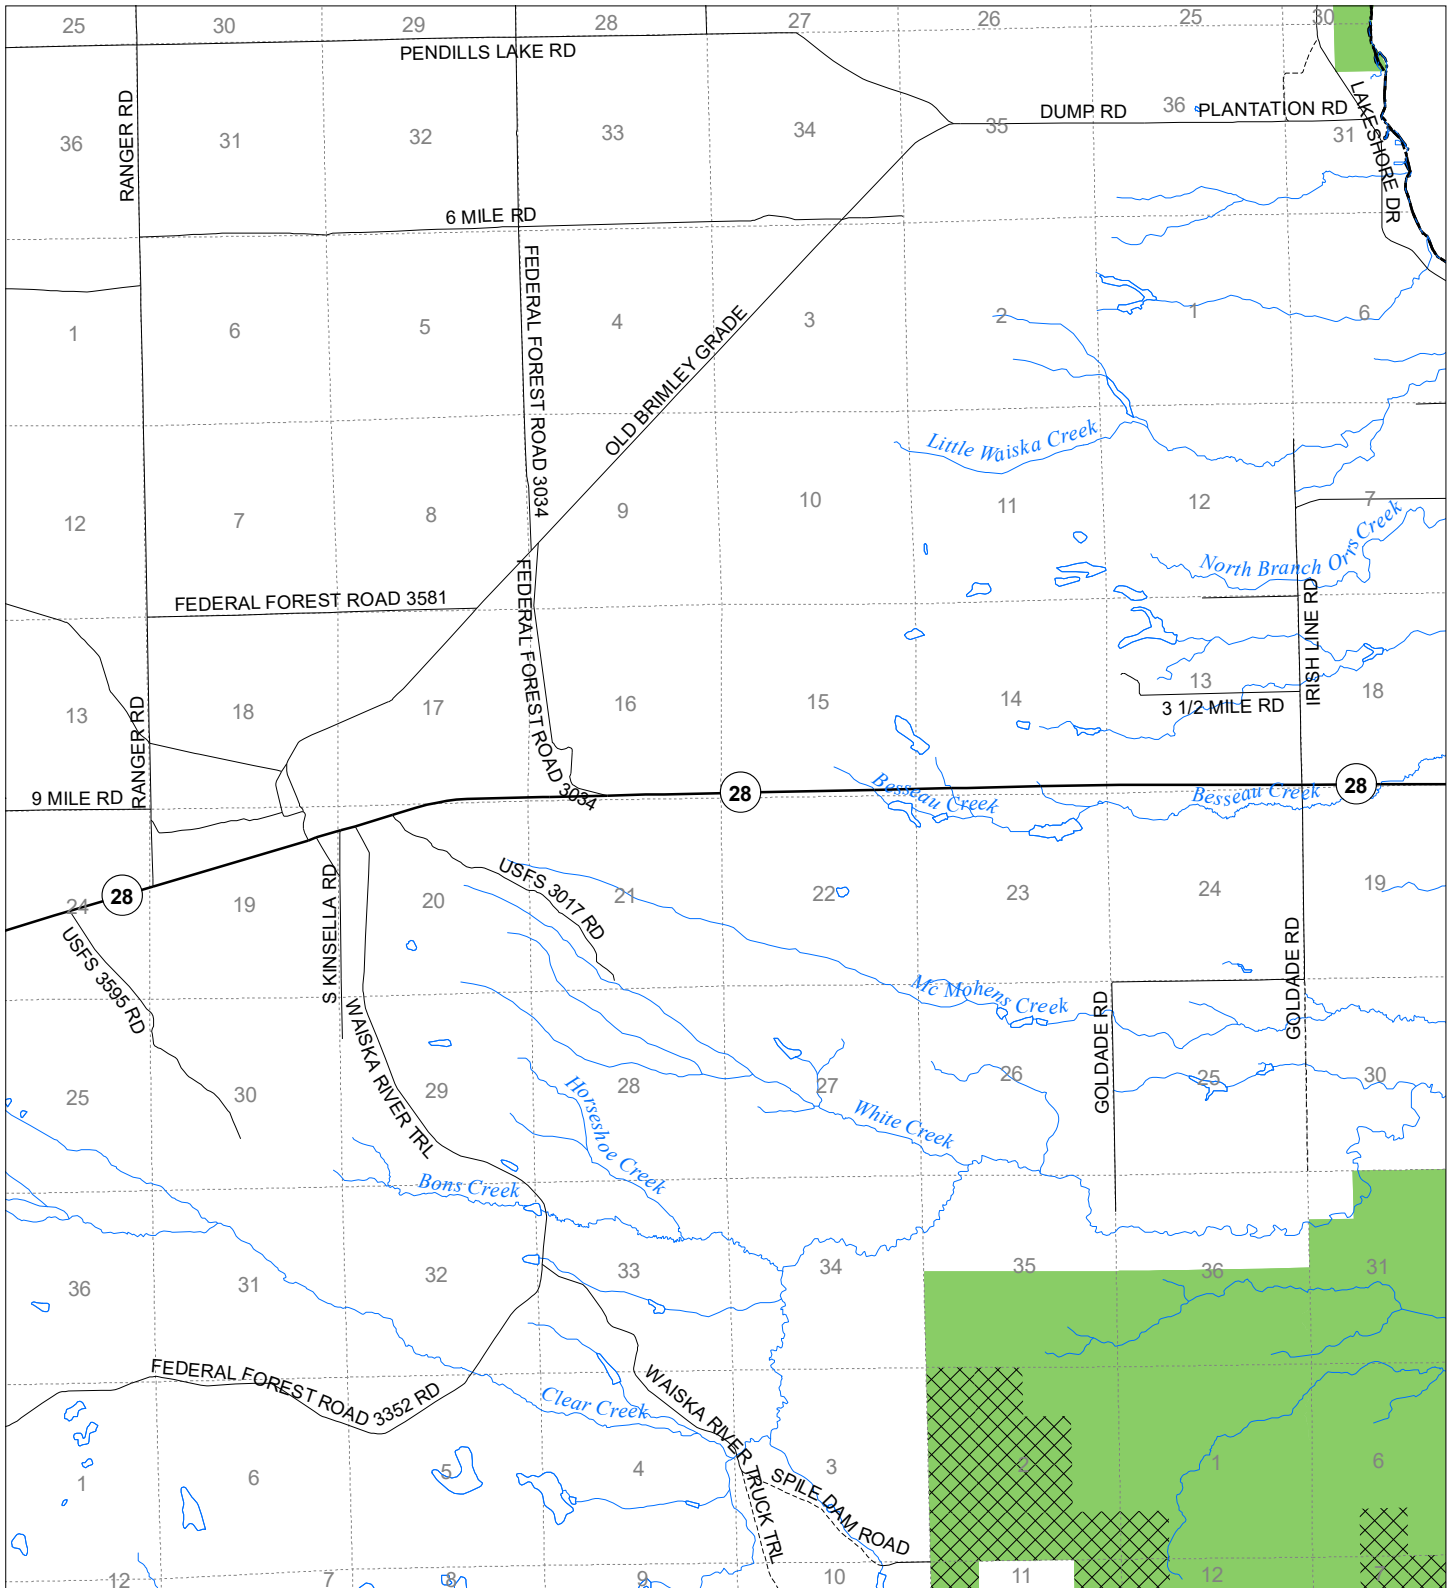 25 30 29 28 27 26 25 30
PENDILLS LAKE RD
RANGER RD
36 31 32 33 34 35 36 31
DUMP RD
PLANTATION RD
LAKESHORE DR
6 MILE RD
FEDERAL FOREST ROAD 3034
OLD BRIMLEY GRADE
1 6 5 4 3 2 1 6
Little Waiska Creek
12 7 8 9 10 11 12 7
North Branch Orrs Creek
FEDERAL FOREST ROAD 3581
FEDERAL FOREST ROAD 3034
IRISH LINE RD
13 18 17 16 15 14 13 18
3 1/2 MILE RD
RANGER RD
9 MILE RD
28
28
28
Besseau Creek
Besseau Creek
24 19 20 21 22 23 24 19
USFS 3017 RD
USFS 3595 RD
S KINSELLA RD
WAISKA RIVER TRL
Mc Mohens Creek
GOLDADE RD
GOLDADE RD
25 30 29 28 27 26 25 30
Horseshoe Creek
White Creek
Bons Creek
36 31 32 33 34 35 36 31
FEDERAL FOREST ROAD 3352 RD
Clear Creek
WAISKA RIVER TRUCK TRL
SPILE DAM ROAD
1 6 5 4 3 2 1 6
12 7 8 9 10 11 12 7